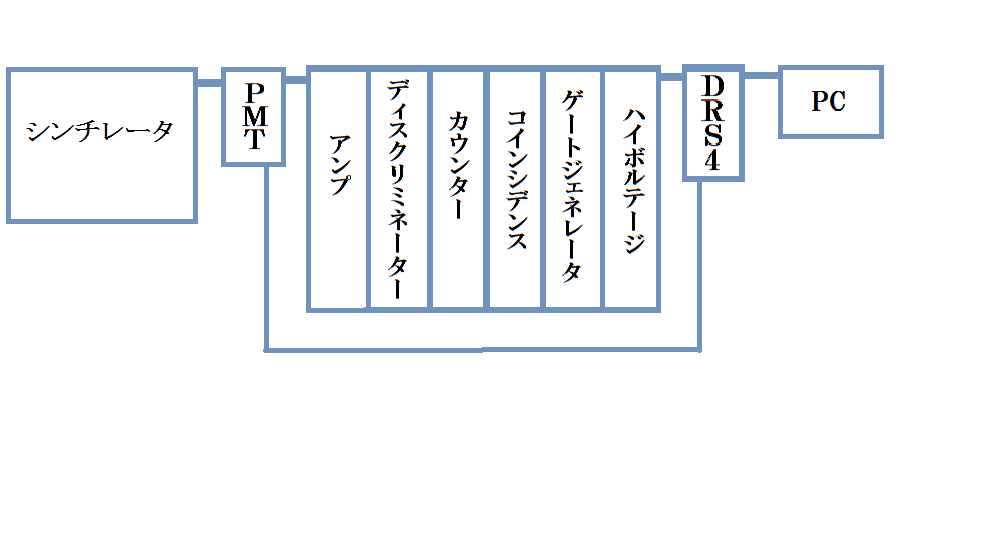 シンチレータ
PMT
アンプ
ディスクリミネーター
カウンター
コインシデンス
ゲートジェネレータ
ハイボルテージ
DRS4
PC